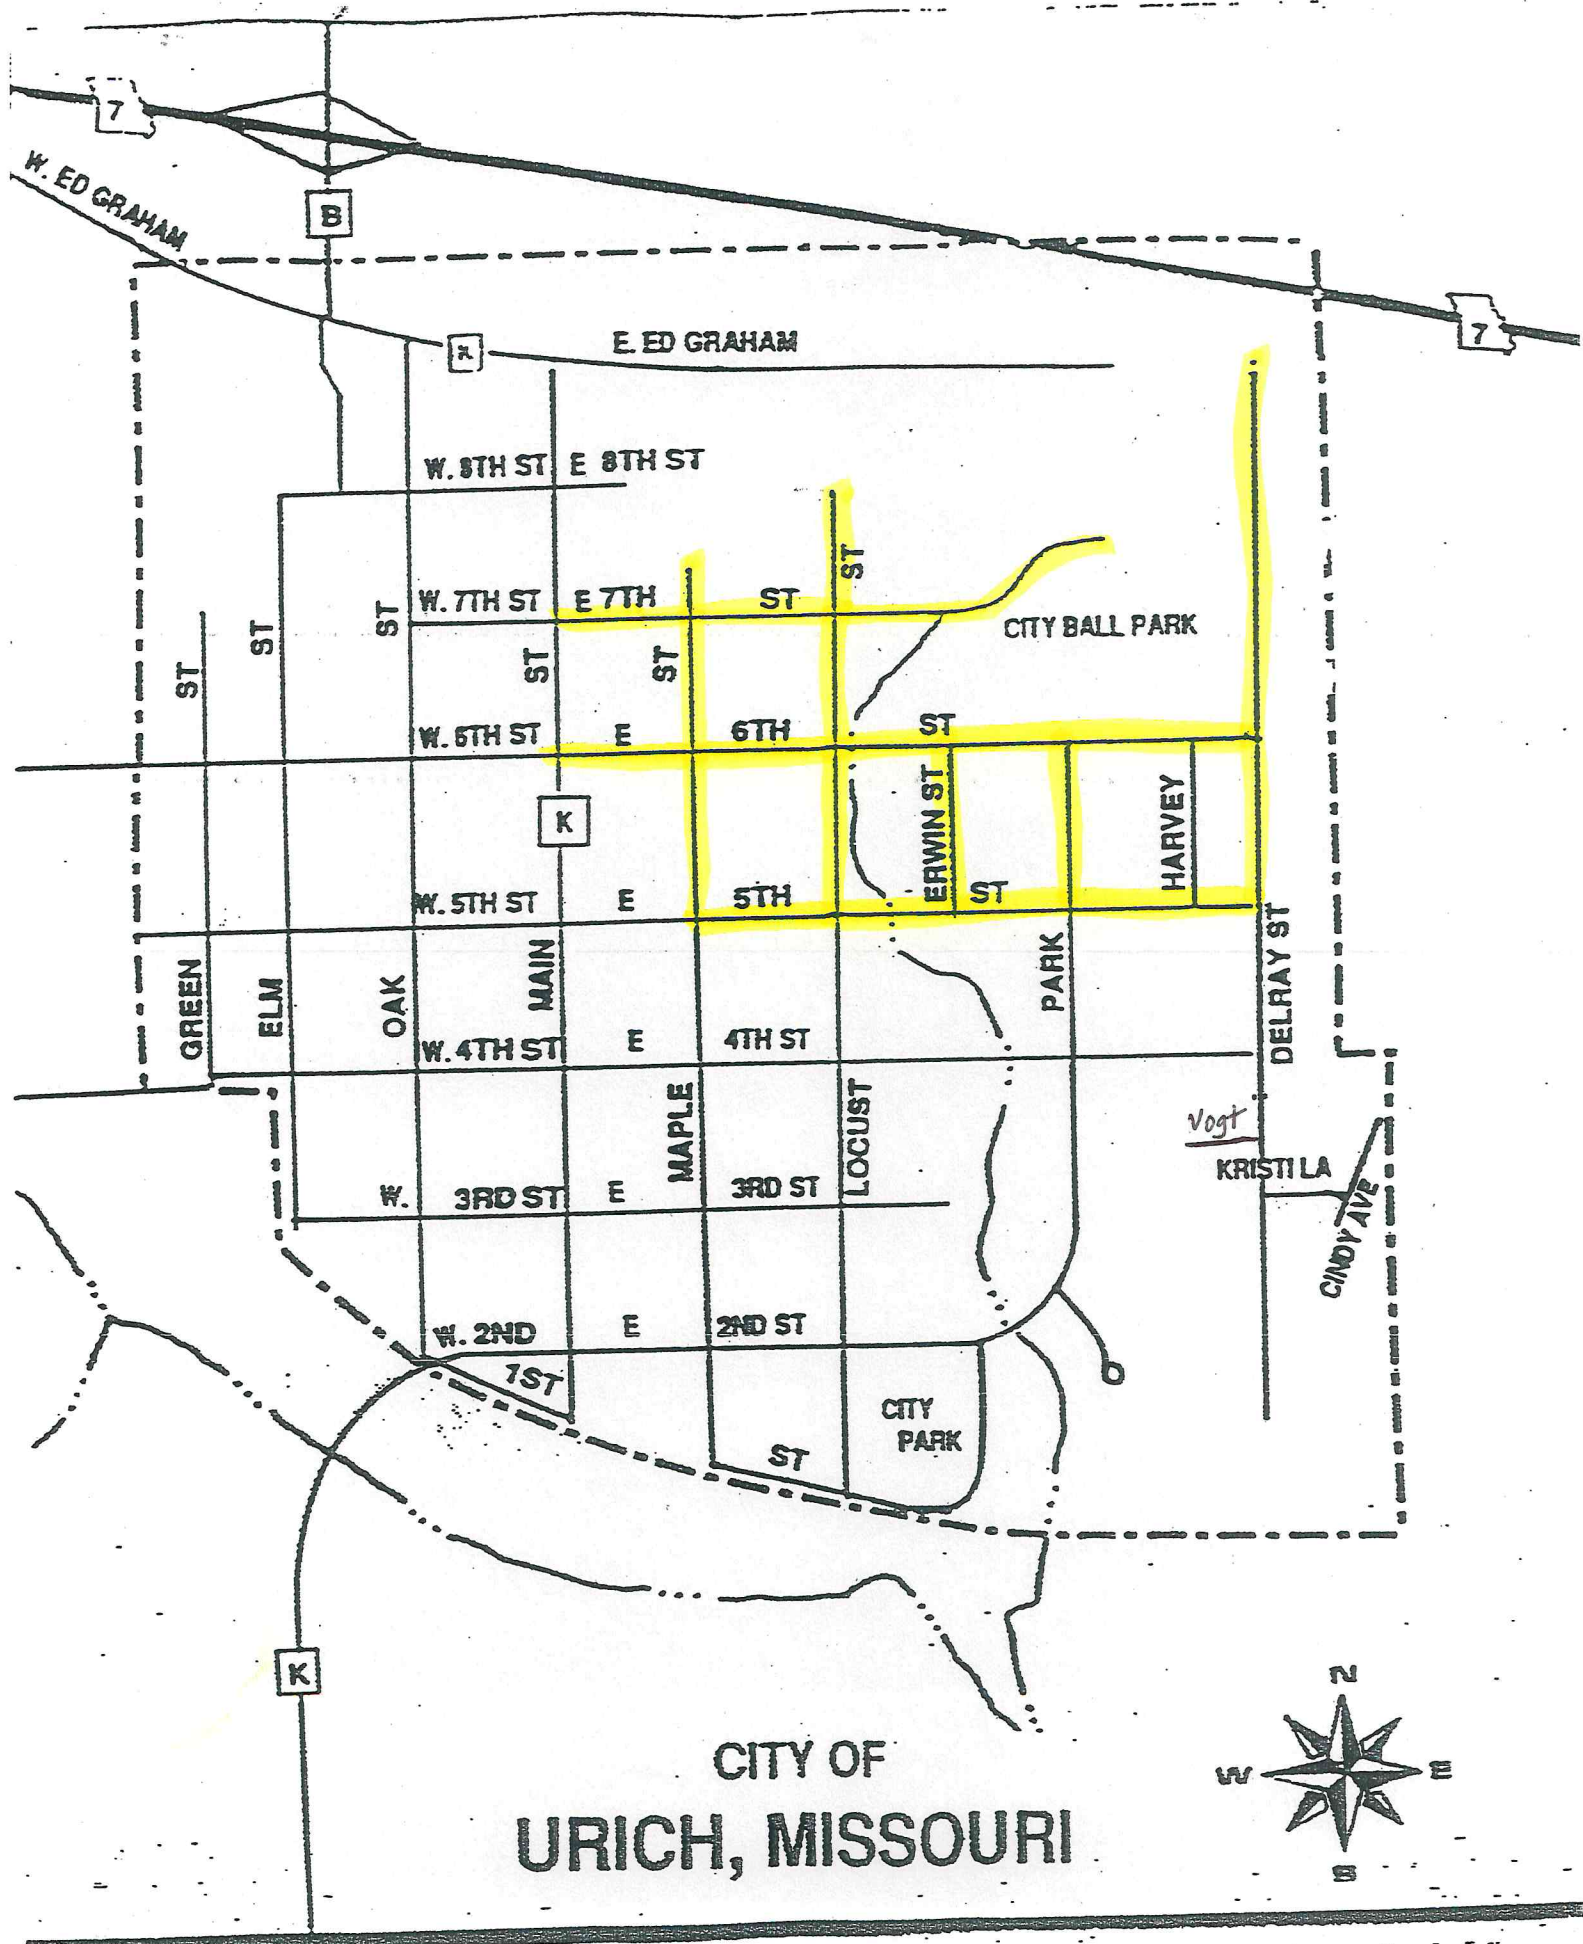 7
W. ED GRAHAM
B
7
K
E. ED GRAHAM
W. 8TH ST E 8TH ST
W. 7TH ST E 7TH ST
ST
ST
ST
ST
ST
ST
CITY BALL PARK
W. 6TH ST E 6TH ST
K
ERWIN ST
HARVEY
W. 5TH ST E 5TH ST
GREEN
ELM
OAK
MAIN
PARK
DELRAY ST
W. 4TH ST E 4TH ST
MAPLE
LOCUST
Vogt
KRISTI LA
CINDY AVE
W. 3RD ST E 3RD ST
W. 2ND E 2ND ST
1ST ST
CITY
PARK
K
CITY OF
URICH, MISSOURI
N
W E
S